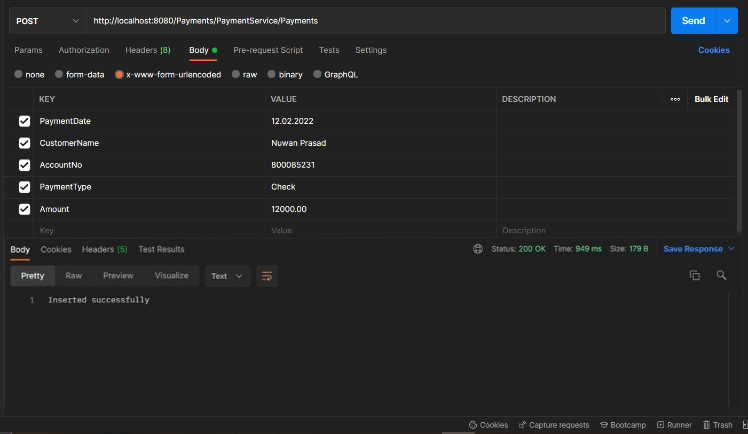 POST http://localhost:8080/Payments/PaymentService/Payments Send
Params Authorization Headers (8) Body Pre-request Script Tests Settings Cookies
none form-data x-www-form-urlencoded raw binary GraphQL
KEY VALUE DESCRIPTION Bulk Edit
PaymentDate 12.02.2022
CustomerName Nuwan Prasad
AccountNo 800085231
PaymentType Check
Amount 12000.00
Key Value Description
Body Cookies Headers (5) Test Results Status: 200 OK Time: 949 ms Size: 179 B Save Response
Pretty Raw Preview Visualize Text
1 Inserted successfully
Cookies Capture requests Bootcamp Runner Trash